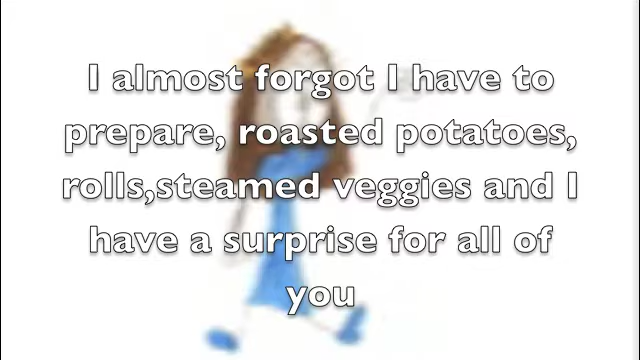 I almost forgot I have to
prepare, roasted potatoes,
rolls,steamed veggies and I
have a surprise for all of
you